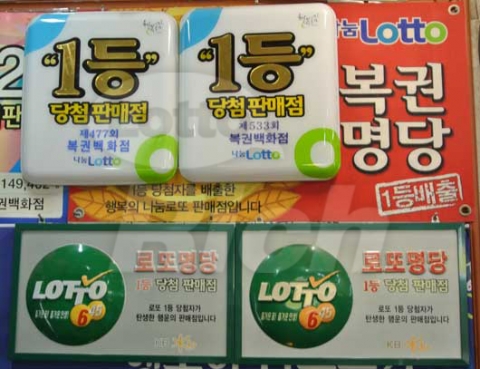 "1등"
당첨 판매점
제477회
복권백화점
나눔Lotto
"1등"
당첨 판매점
제533회
복권백화점
나눔Lotto
나눔Lotto
복권
명당
1등배출
149,402
권백화점
1등 당첨자를 배출한
행복의 나눔로또 판매점입니다
Lotto
Rich
LOTTO
6/45
로또명당
1등 당첨 판매점
로또 1등 당첨자가
탄생한 행운의 판매점입니다
KB
LOTTO
6/45
로또명당
1등 당첨 판매점
로또 1등 당첨자가
탄생한 행운의 판매점입니다
KB